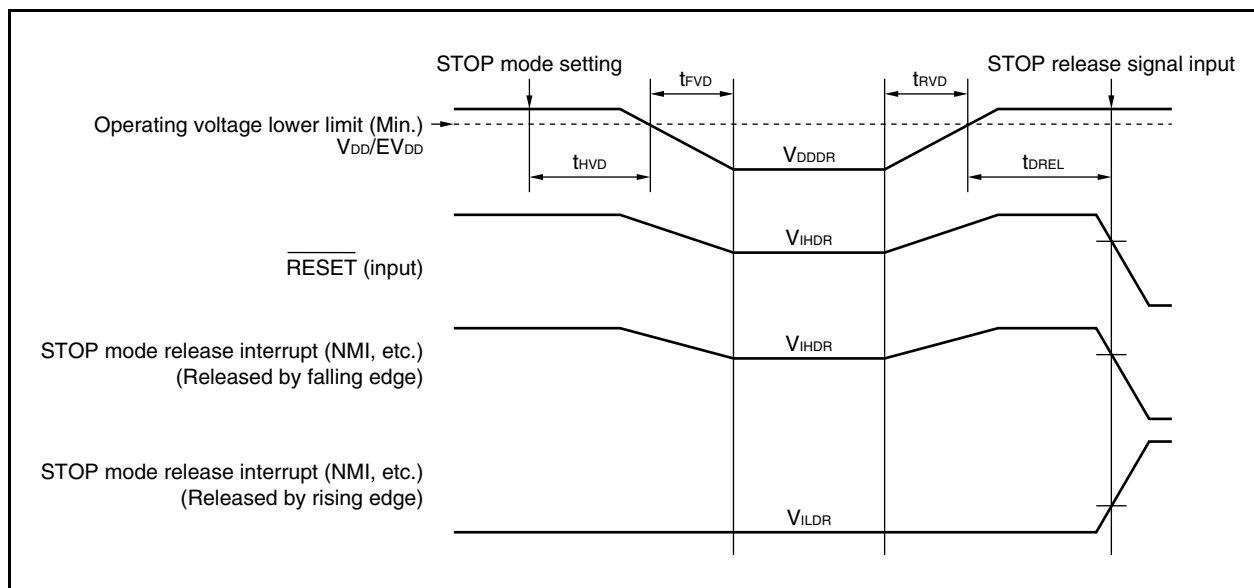 STOP mode setting
STOP release signal input
tFVD
tRVD
Operating voltage lower limit (Min.)
VDD/EVDD
VDDDR
tHVD
tDREL
VIHDR
RESET (input)
STOP mode release interrupt (NMI, etc.)
(Released by falling edge)
VIHDR
STOP mode release interrupt (NMI, etc.)
(Released by rising edge)
VILDR